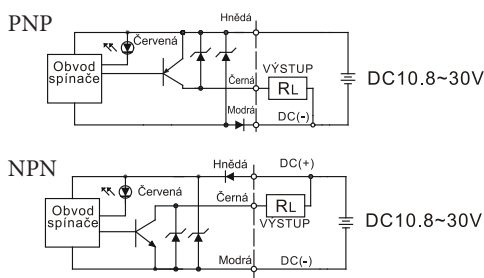 PNP
Hnědá
Červená
Obvod
spínače
Černá
VÝSTUP
RL
DC10.8~30V
Modrá
DC(-)
NPN
Hnědá
DC(+)
Červená
Černá
Obvod
spínače
RL
VÝSTUP
DC10.8~30V
Modrá
DC(-)